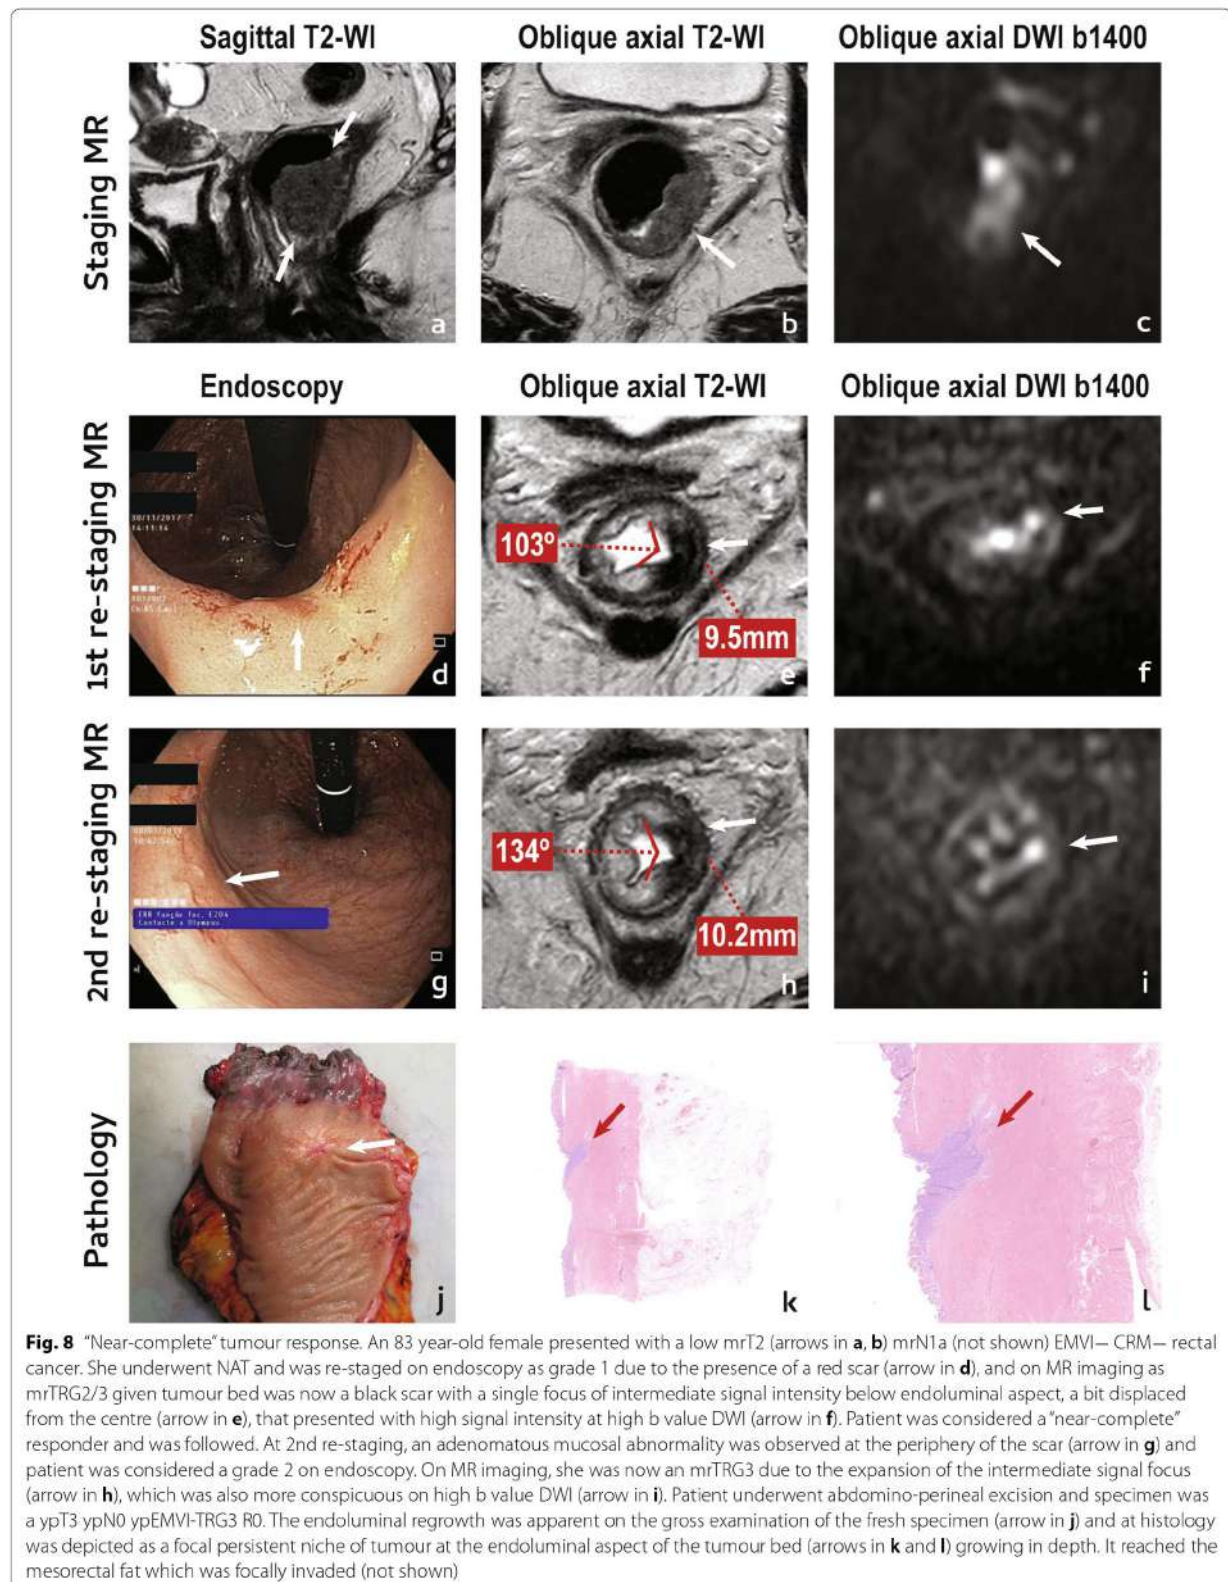 Sagittal T2-WI Oblique axial T2-WI Oblique axial DWI b1400
Staging MR
a b c
Endoscopy Oblique axial T2-WI Oblique axial DWI b1400
1st re-staging MR
30/11/2017
14:11:14
103º
9.5mm
d e f
2nd re-staging MR
134º
10.2mm
Contacte a Olympus
g h i
Pathology
j k l
Fig. 8 "Near-complete" tumour response. An 83 year-old female presented with a low mrT2 (arrows in a, b) mrN1a (not shown) EMVI− CRM− rectal
cancer. She underwent NAT and was re-staged on endoscopy as grade 1 due to the presence of a red scar (arrow in d), and on MR imaging as
mrTRG2/3 given tumour bed was now a black scar with a single focus of intermediate signal intensity below endoluminal aspect, a bit displaced
from the centre (arrow in e), that presented with high signal intensity at high b value DWI (arrow in f). Patient was considered a "near-complete"
responder and was followed. At 2nd re-staging, an adenomatous mucosal abnormality was observed at the periphery of the scar (arrow in g) and
patient was considered a grade 2 on endoscopy. On MR imaging, she was now an mrTRG3 due to the expansion of the intermediate signal focus
(arrow in h), which was also more conspicuous on high b value DWI (arrow in i). Patient underwent abdomino-perineal excision and specimen was
a ypT3 ypN0 ypEMVI-TRG3 R0. The endoluminal regrowth was apparent on the gross examination of the fresh specimen (arrow in j) and at histology
was depicted as a focal persistent niche of tumour at the endoluminal aspect of the tumour bed (arrows in k and l) growing in depth. It reached the
mesorectal fat which was focally invaded (not shown)